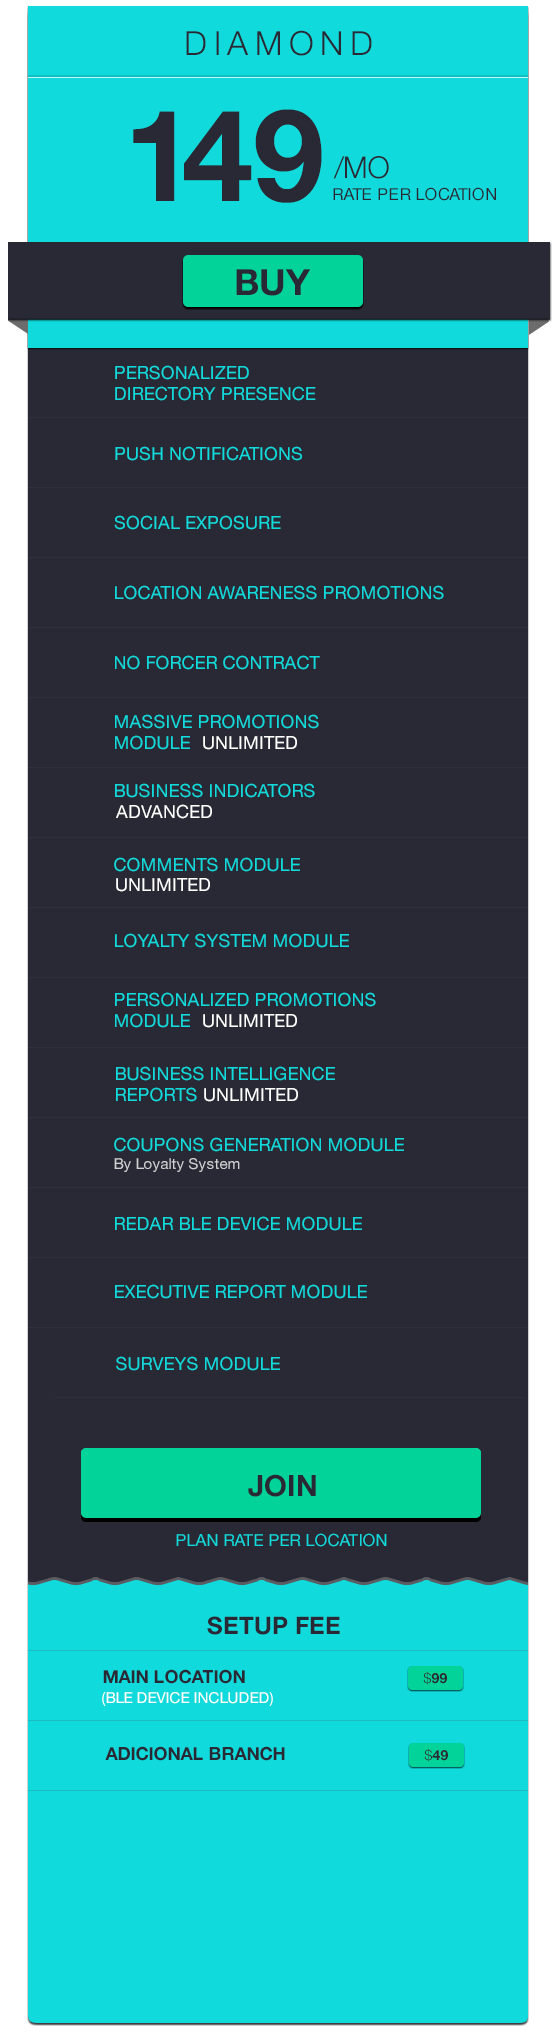 DIAMOND
149 /MO
RATE PER LOCATION
BUY
PERSONALIZED
DIRECTORY PRESENCE
PUSH NOTIFICATIONS
SOCIAL EXPOSURE
LOCATION AWARENESS PROMOTIONS
NO FORCER CONTRACT
MASSIVE PROMOTIONS
MODULE UNLIMITED
BUSINESS INDICATORS
ADVANCED
COMMENTS MODULE
UNLIMITED
LOYALTY SYSTEM MODULE
PERSONALIZED PROMOTIONS
MODULE UNLIMITED
BUSINESS INTELLIGENCE
REPORTS UNLIMITED
COUPONS GENERATION MODULE
By Loyalty System
REDAR BLE DEVICE MODULE
EXECUTIVE REPORT MODULE
SURVEYS MODULE
JOIN
PLAN RATE PER LOCATION
SETUP FEE
MAIN LOCATION $99
(BLE DEVICE INCLUDED)
ADICIONAL BRANCH $49